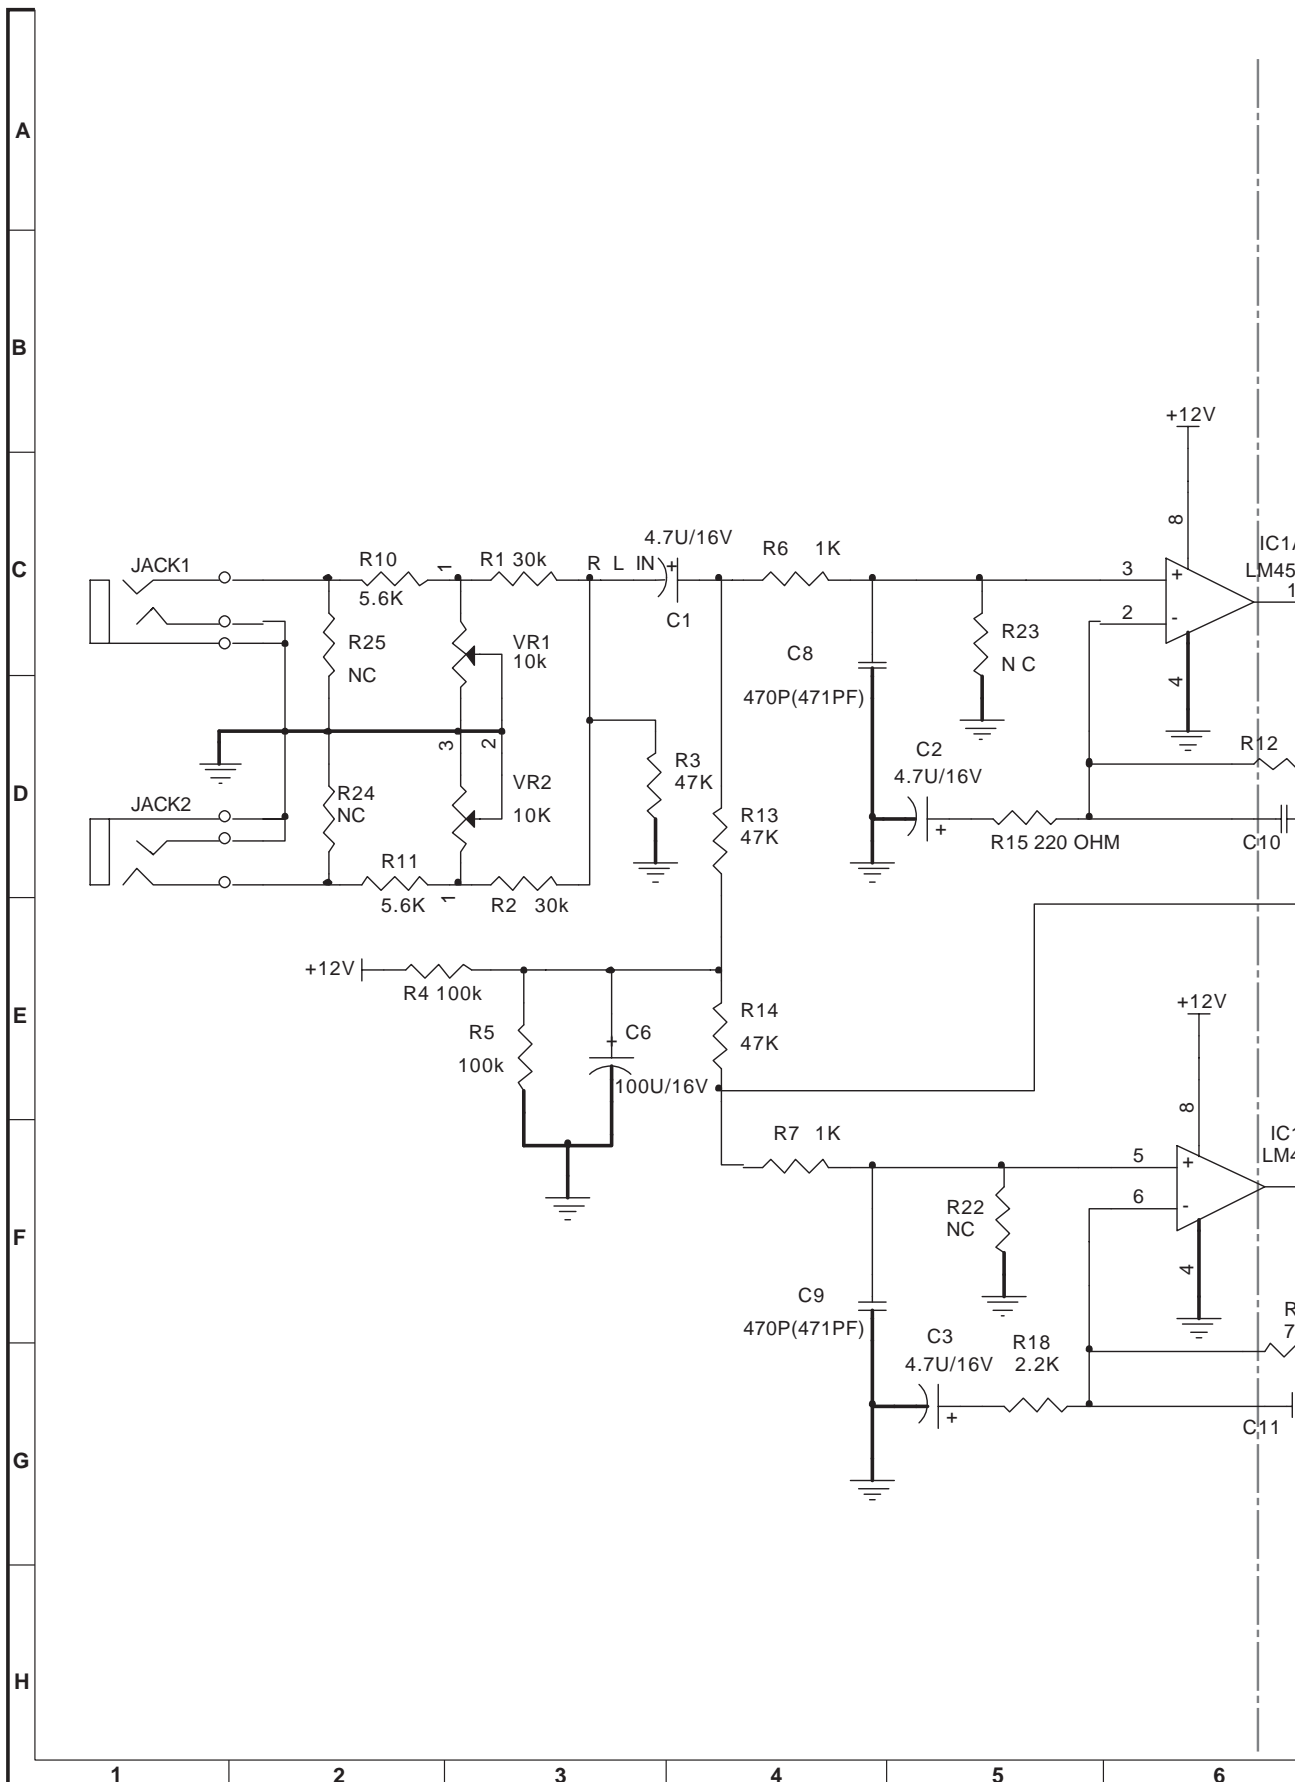 A
B
+12V
8
4.7U/16V
R6 1K
R10
1
R1 30k
R L IN
+
JACK1
C
5.6K
C1
3
+
IC1
LM45
1
2
-
R25
NC
VR1
10k
C8
R23
N C
470P(471PF)
4
3
2
C2
4.7U/16V
R12
R3
47K
VR2
10K
D
JACK2
R24
NC
R13
47K
+
R15 220 OHM
C10
R11
5.6K
1
R2 30k
+12V
R4 100k
+12V
E
R14
47K
R5
100k
+
C6
100U/16V
8
R7 1K
5
+
IC
LM4
6
-
R22
NC
F
4
C9
470P(471PF)
R
7
C3
4.7U/16V
R18
2.2K
+
C11
G
H
1 2 3 4 5 6